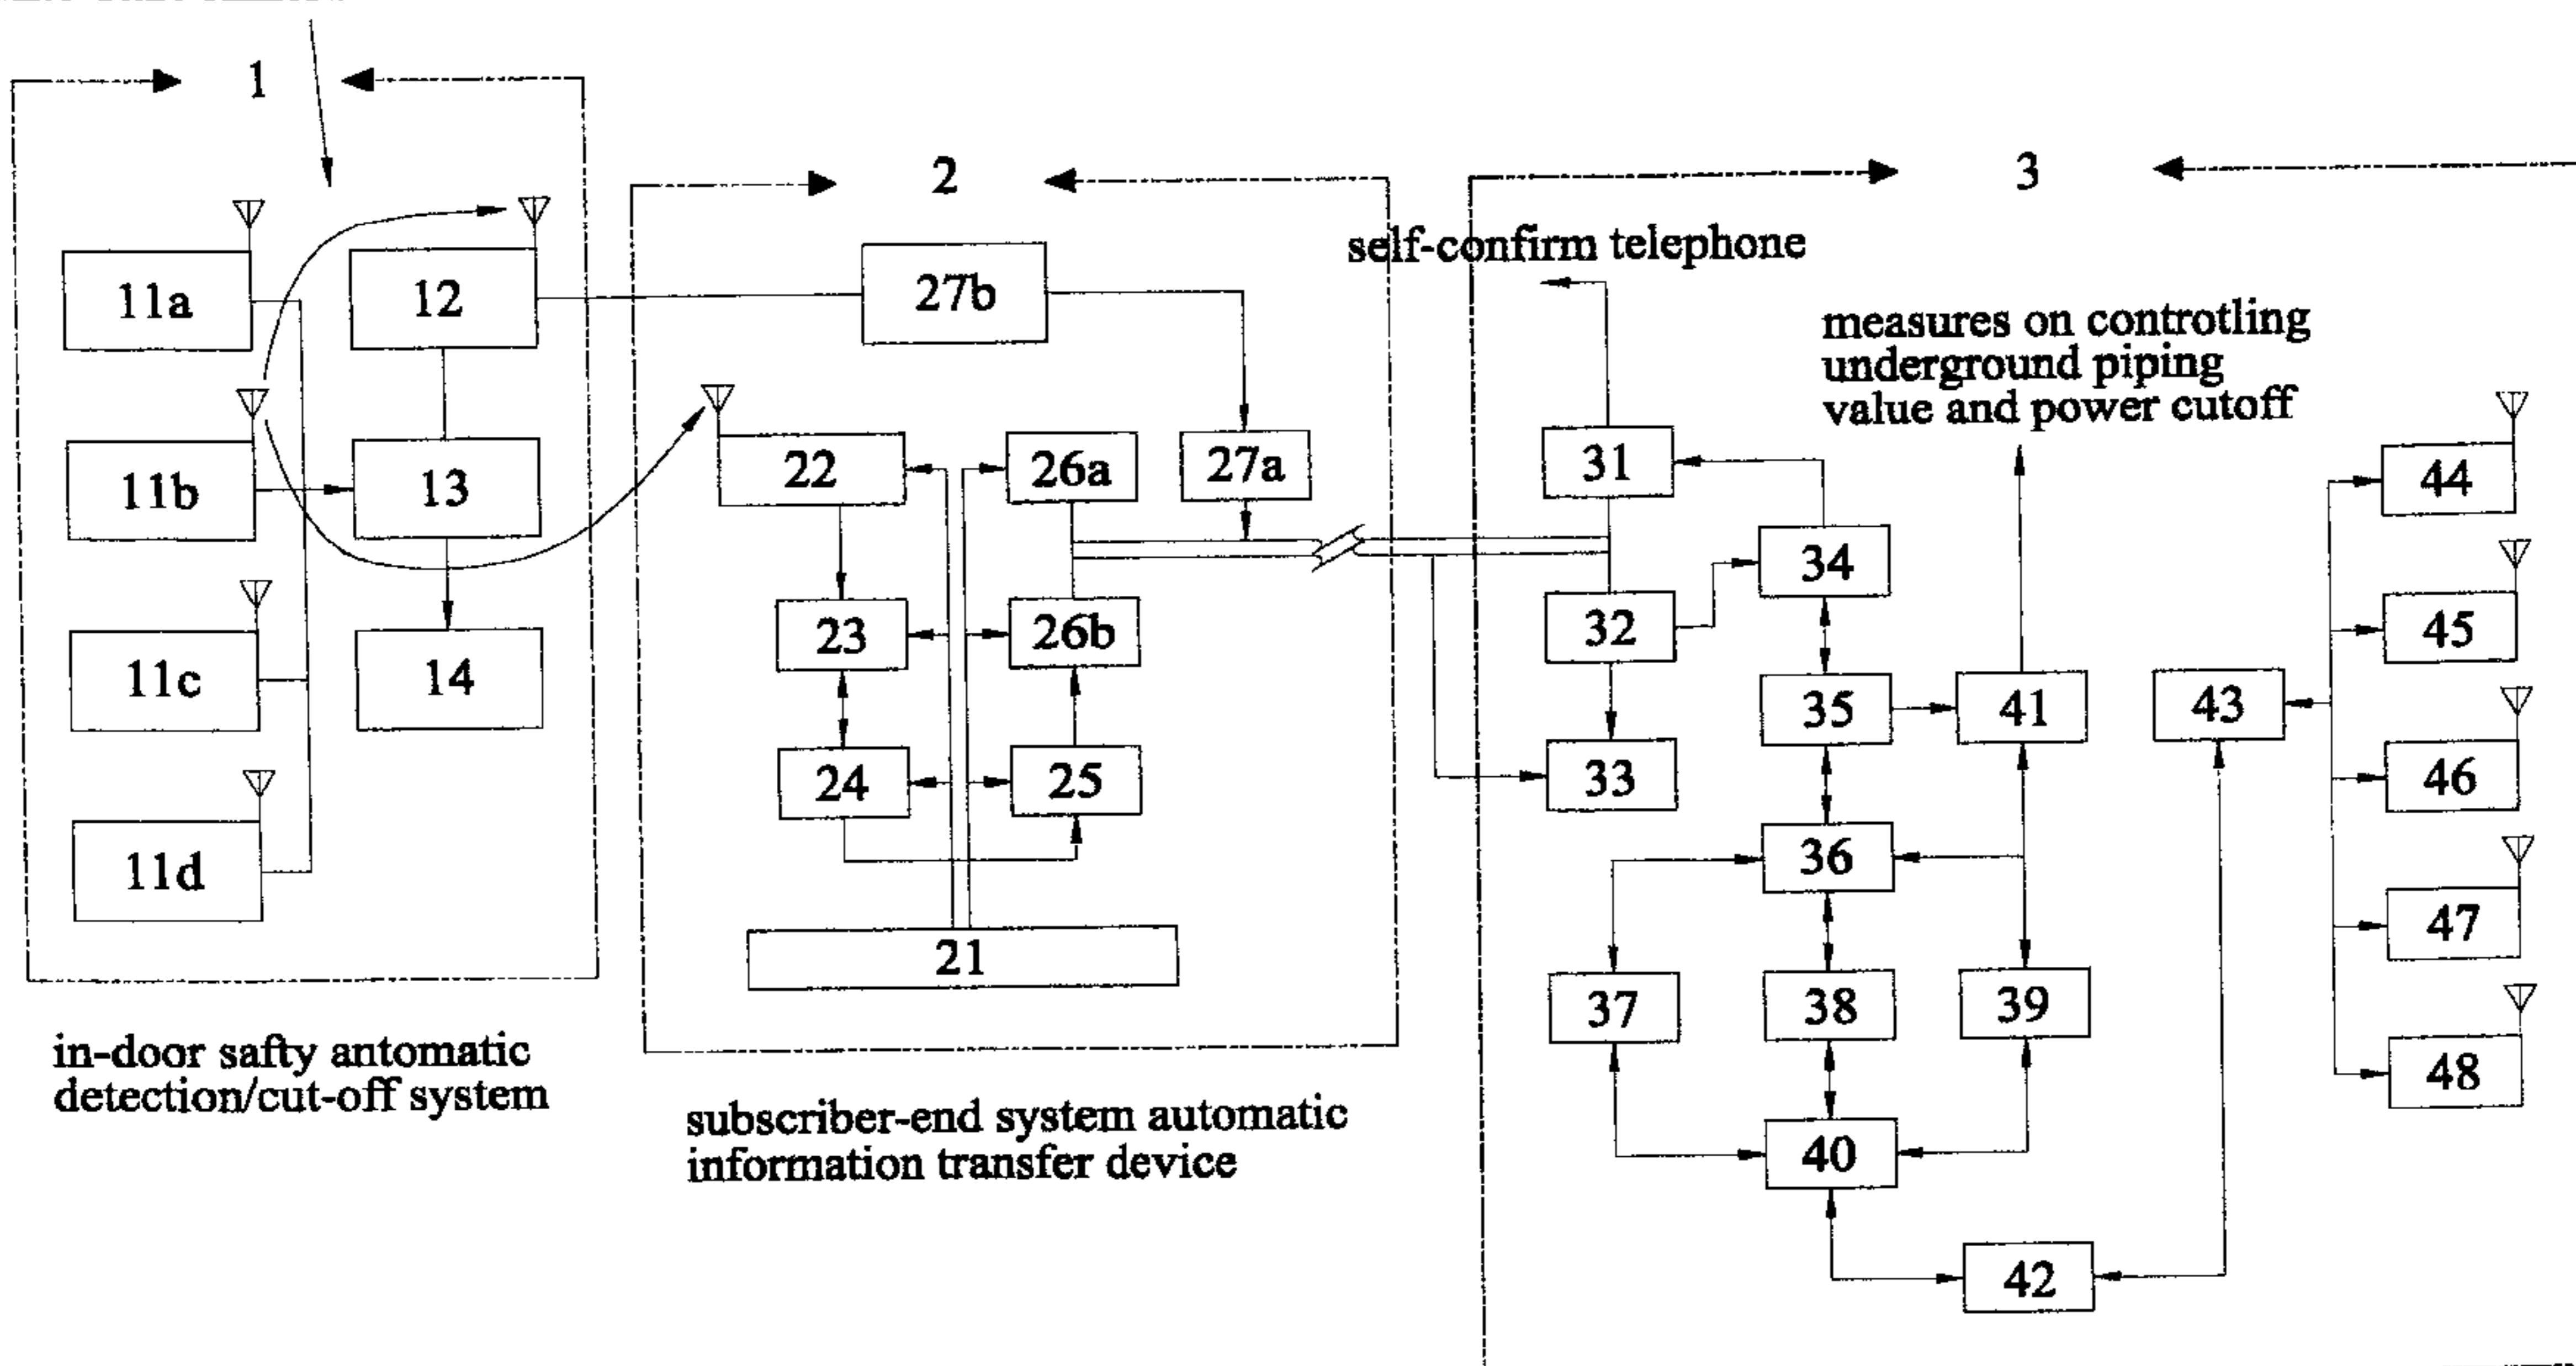 1
2
3
self-confirm telephone
measures on controtling
underground piping
value and power cutoff
11a
12
27b
11b
13
22
26a
27a
31
44
34
11c
14
23
26b
32
45
35
41
43
24
25
33
46
11d
36
47
21
37
38
39
48
in-door safty antomatic
detection/cut-off system
subscriber-end system automatic
information transfer device
40
42